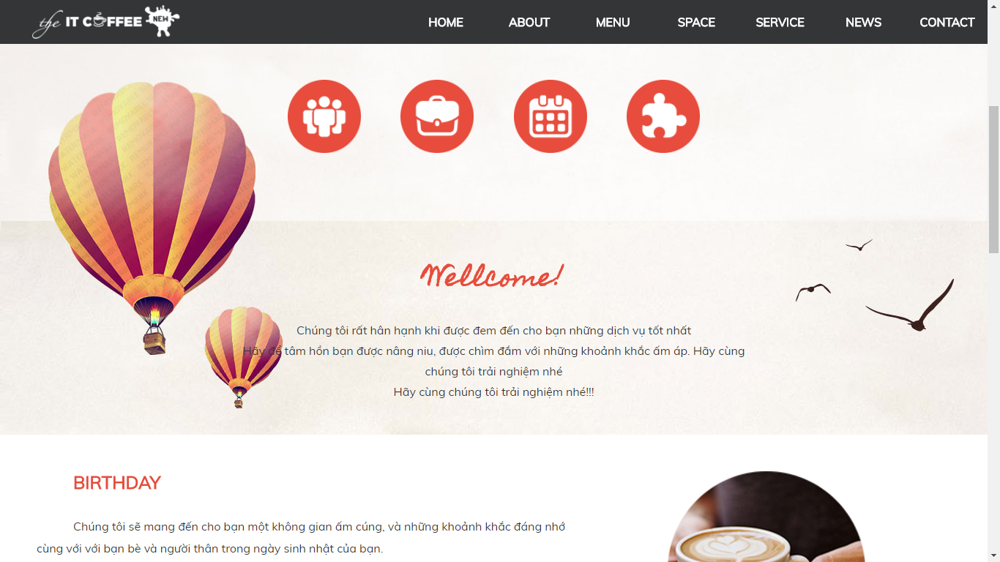 the IT COFFEE NEW
HOME ABOUT MENU SPACE SERVICE NEWS CONTACT
Wellcome!
Chúng tôi rất hân hạnh khi được đem đến cho bạn những dịch vụ tốt nhất
Hãy để tâm hồn bạn được nâng niu, được chìm đắm với những khoảnh khắc ấm áp. Hãy cùng
chúng tôi trải nghiệm nhé
Hãy cùng chúng tôi trải nghiệm nhé!!!
BIRTHDAY
Chúng tôi sẽ mang đến cho bạn một không gian ấm cúng, và những khoảnh khắc đáng nhớ
cùng với với bạn bè và người thân trong ngày sinh nhật của bạn.